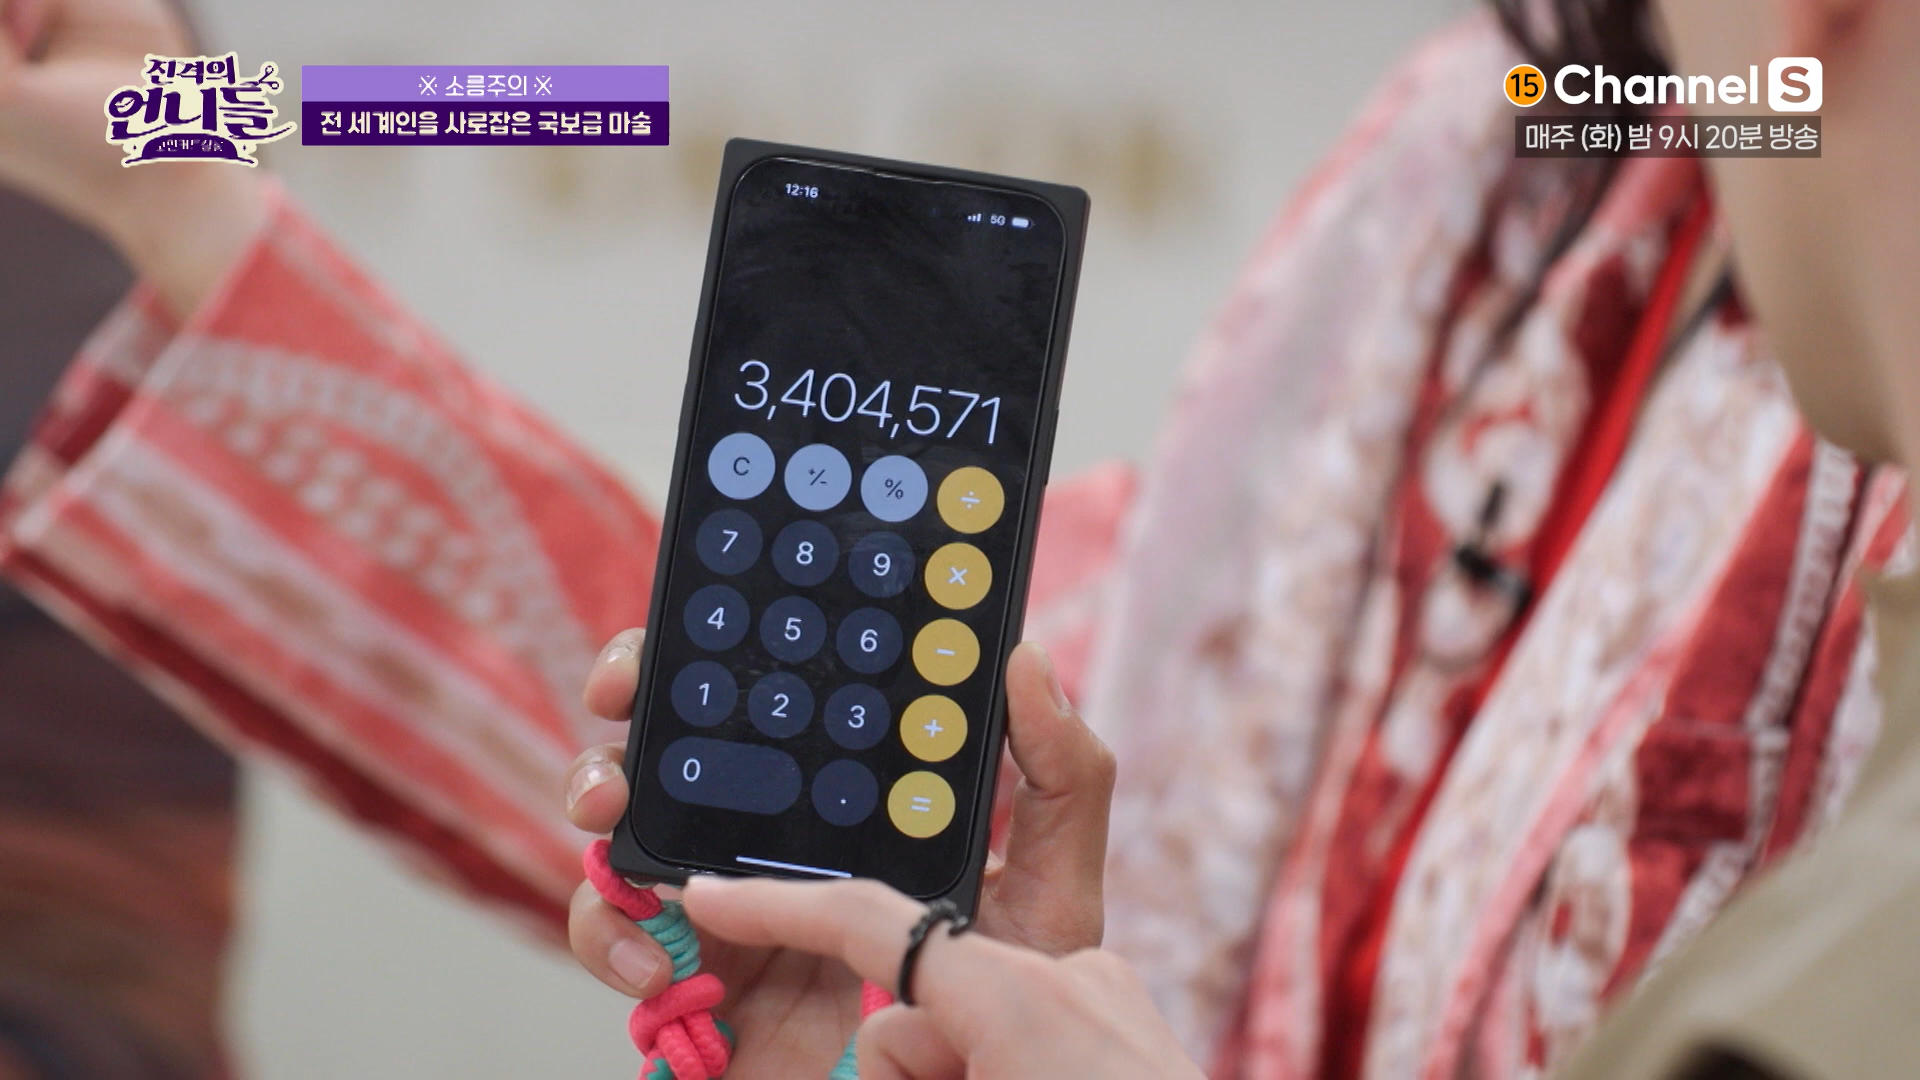 진격의
언니들
※ 소름주의 ※
전 세계인을 사로잡은 국보급 마술
15 Channel S
매주 (화) 밤 9시 20분 방송
12:16
5G
3,404,571
C +/- % ÷
7 8 9 ×
4 5 6 −
1 2 3 +
0 . =